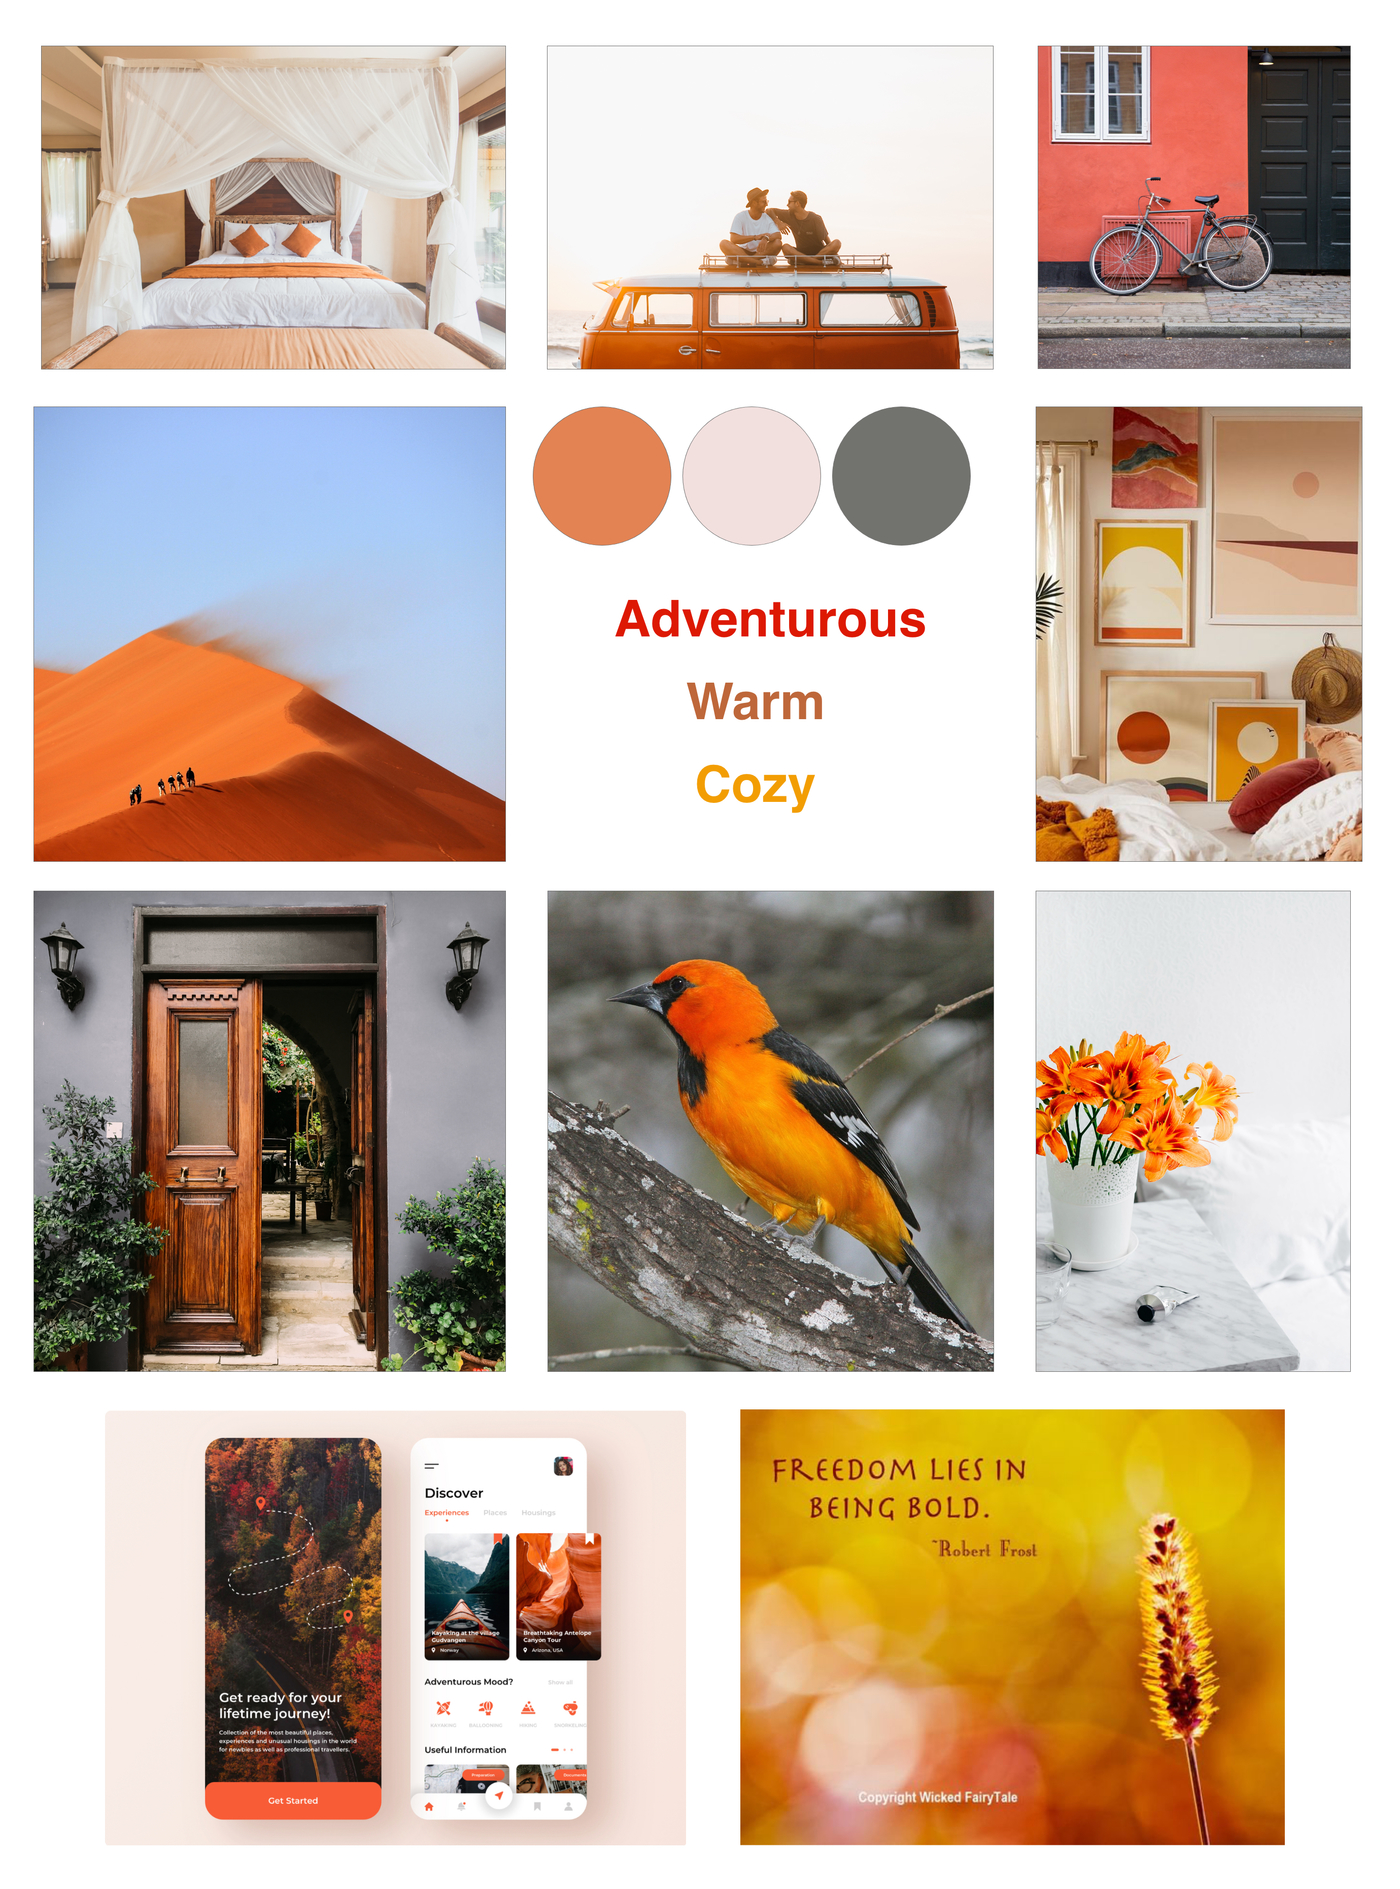 Adventurous
Warm
Cozy
Get ready for your
lifetime journey!
Collection of the most beautiful places,
experiences and unusual housings in the world
for newbies as well as professional travellers.
Get Started
Discover
Experiences Places Housings
Kayaking at the village
Gudvangen
Norway
Breathtaking Antelope
Canyon Tour
Arizona, USA
Adventurous Mood? Show all
KAYAKING BALLOONING HIKING SNORKELING
Useful Information
Preparation
Documents
FREEDOM LIES IN
BEING BOLD.
~Robert Frost
Copyright Wicked FairyTale